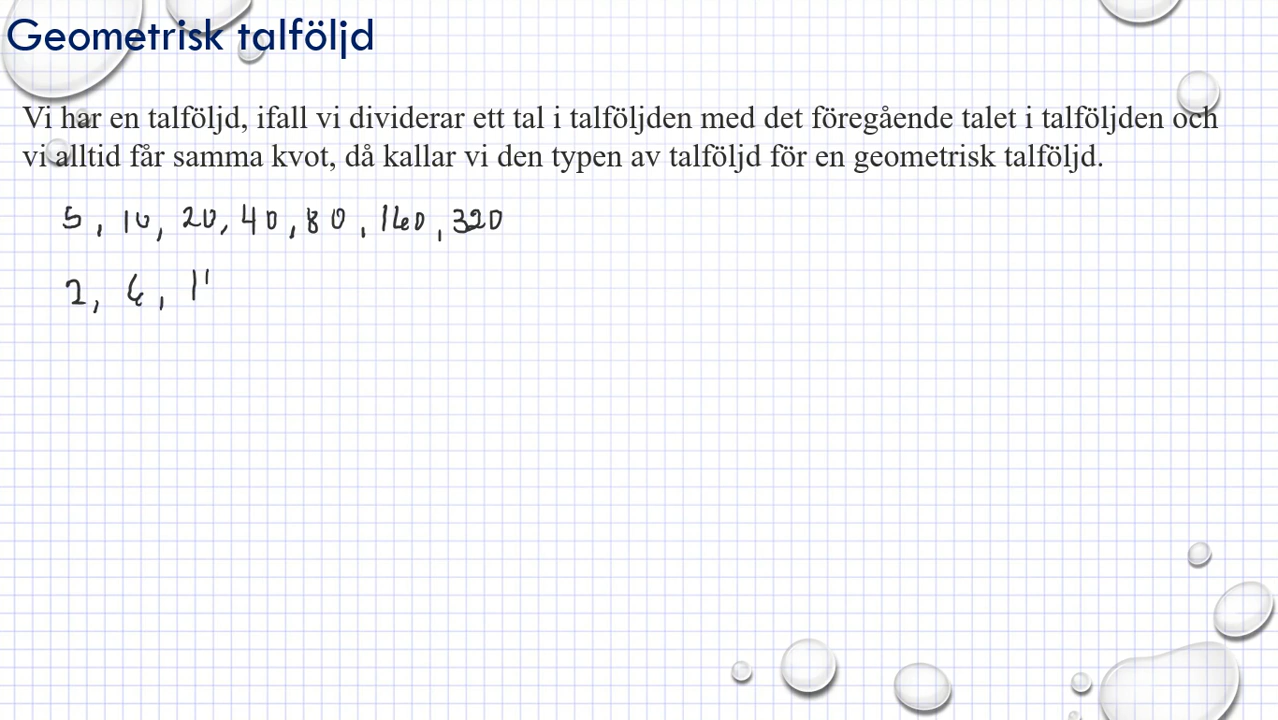 Geometrisk talföljd
Vi har en talföljd, ifall vi dividerar ett tal i talföljden med det föregående talet i talföljden och
vi alltid får samma kvot, då kallar vi den typen av talföljd för en geometrisk talföljd.
5, 10, 20, 40, 80, 160, 320
2, 6, 1